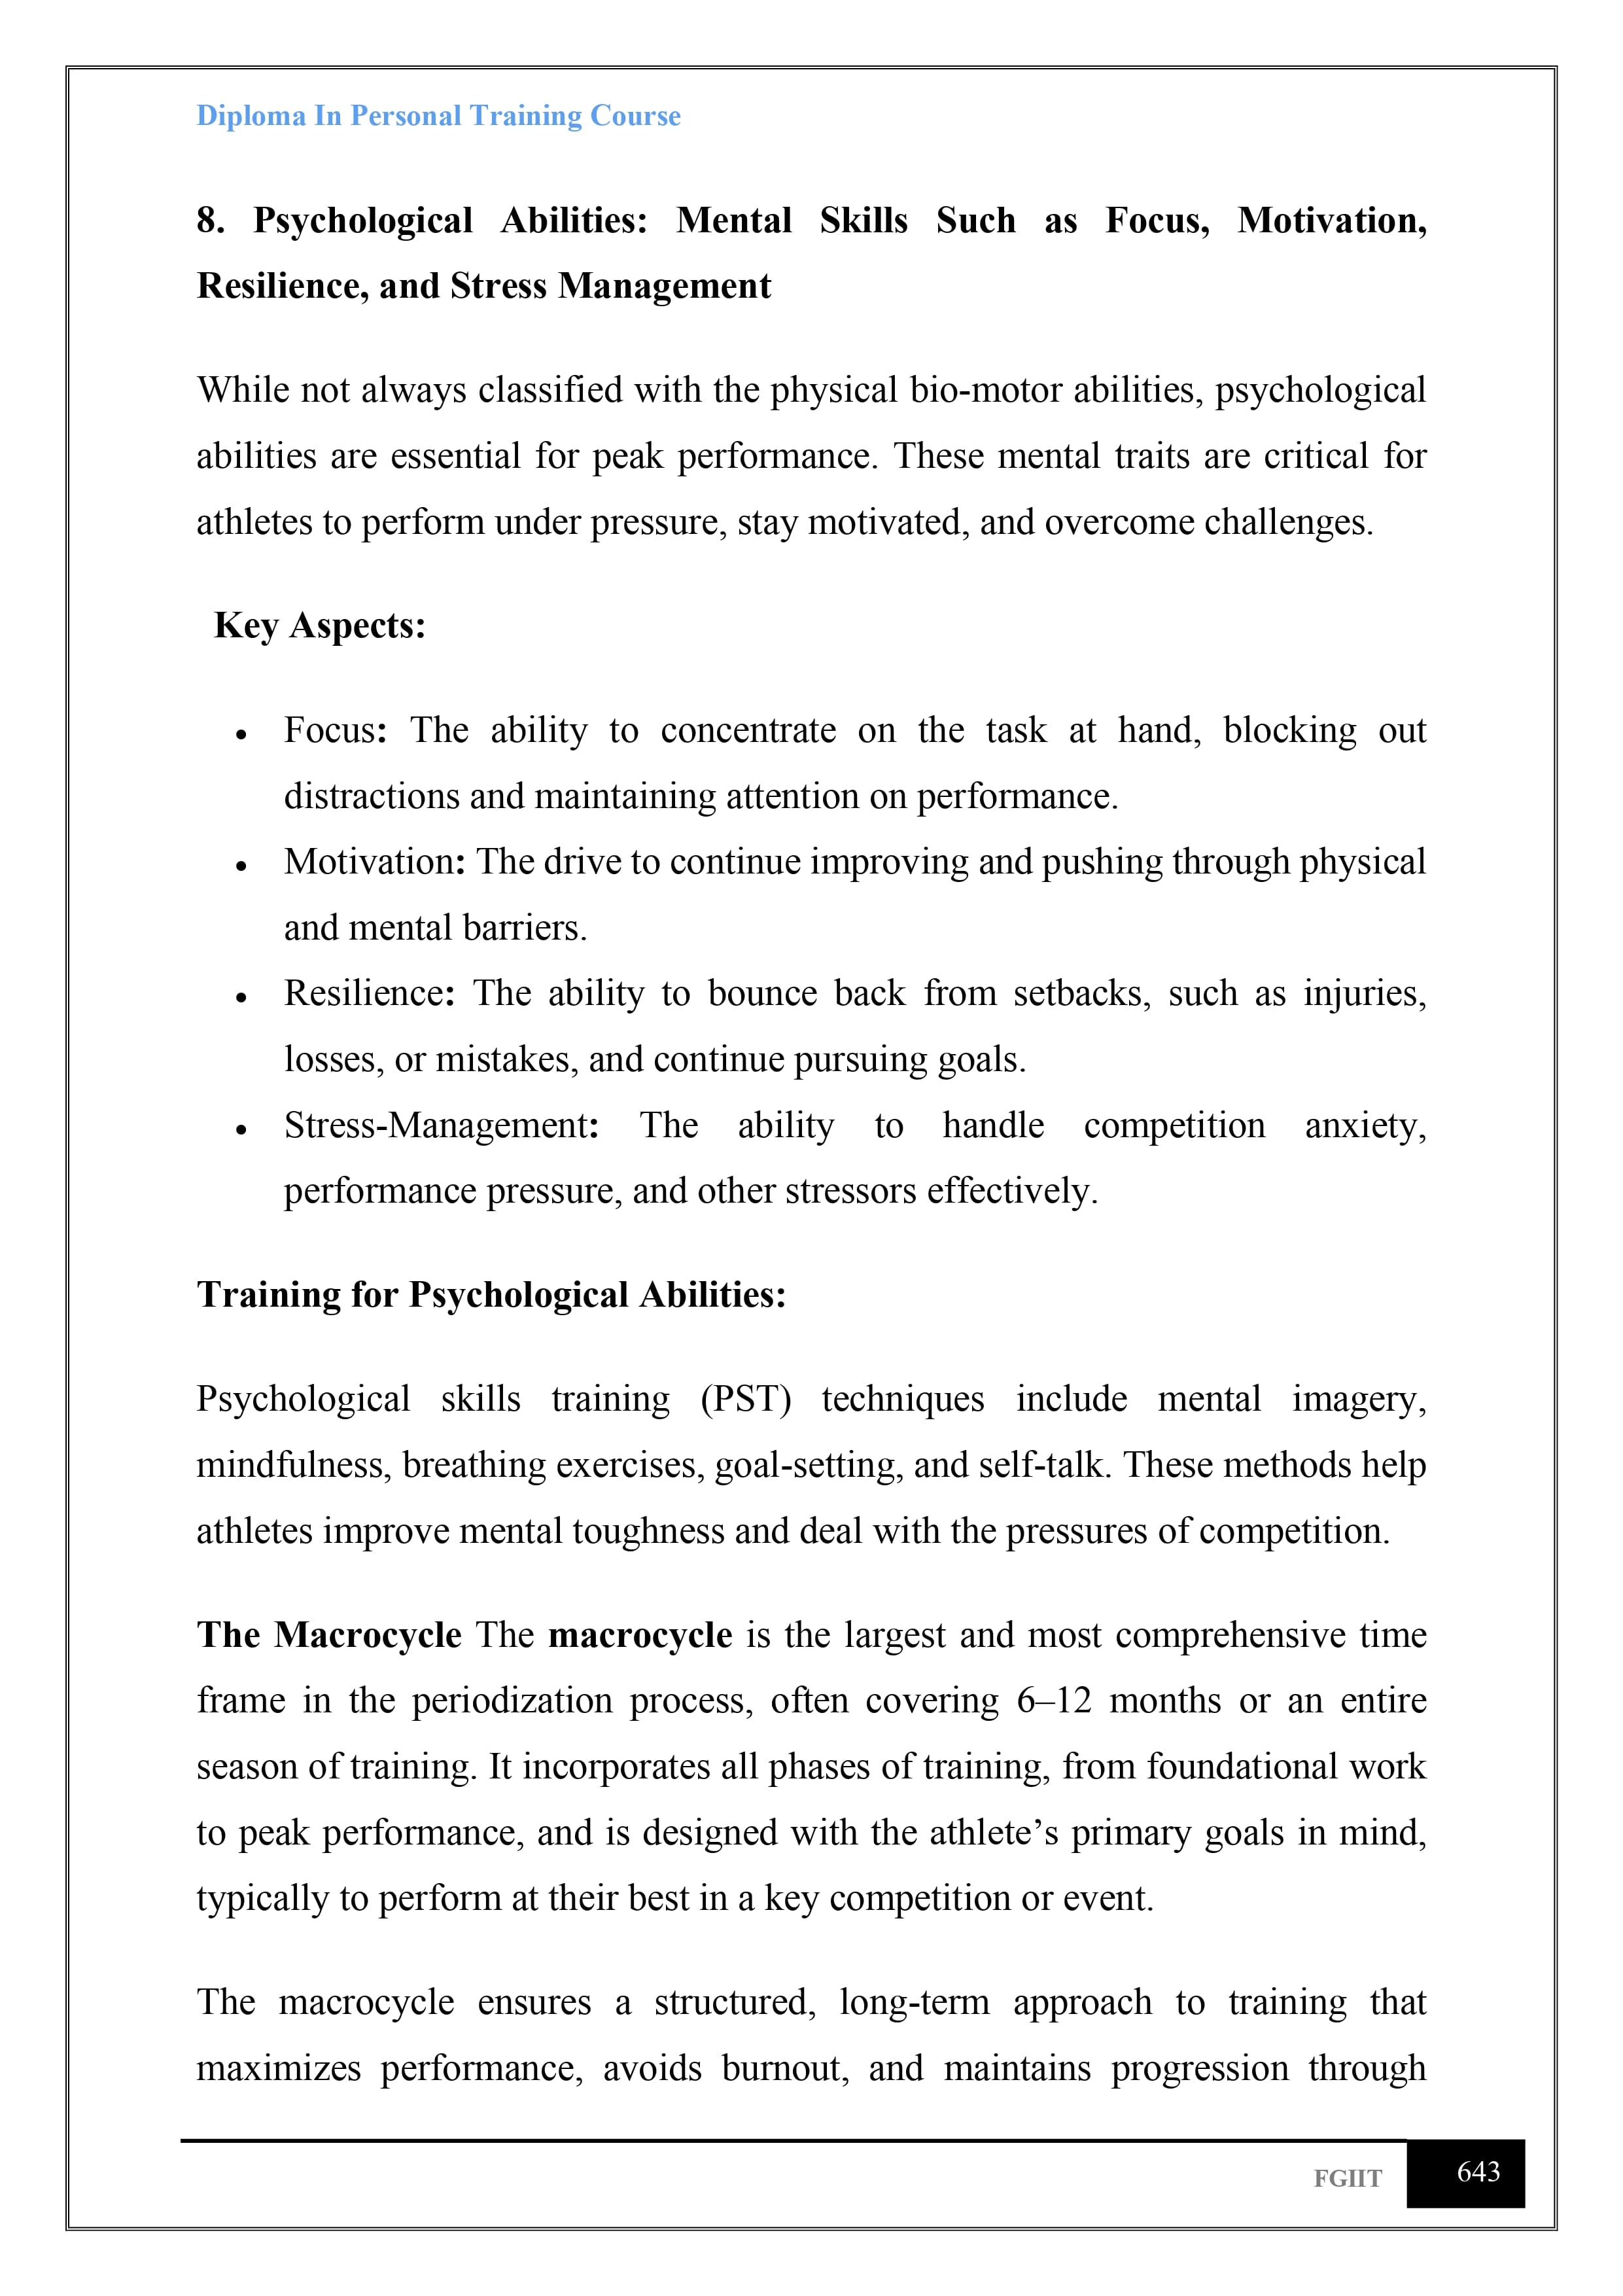 Diploma In Personal Training Course
8. Psychological Abilities: Mental Skills Such as Focus, Motivation,
Resilience, and Stress Management
While not always classified with the physical bio-motor abilities, psychological
abilities are essential for peak performance. These mental traits are critical for
athletes to perform under pressure, stay motivated, and overcome challenges.
Key Aspects:
• Focus: The ability to concentrate on the task at hand, blocking out
distractions and maintaining attention on performance.
• Motivation: The drive to continue improving and pushing through physical
and mental barriers.
• Resilience: The ability to bounce back from setbacks, such as injuries,
losses, or mistakes, and continue pursuing goals.
• Stress-Management: The ability to handle competition anxiety,
performance pressure, and other stressors effectively.
Training for Psychological Abilities:
Psychological skills training (PST) techniques include mental imagery,
mindfulness, breathing exercises, goal-setting, and self-talk. These methods help
athletes improve mental toughness and deal with the pressures of competition.
The Macrocycle The macrocycle is the largest and most comprehensive time
frame in the periodization process, often covering 6–12 months or an entire
season of training. It incorporates all phases of training, from foundational work
to peak performance, and is designed with the athlete’s primary goals in mind,
typically to perform at their best in a key competition or event.
The macrocycle ensures a structured, long-term approach to training that
maximizes performance, avoids burnout, and maintains progression through
FGIIT
643